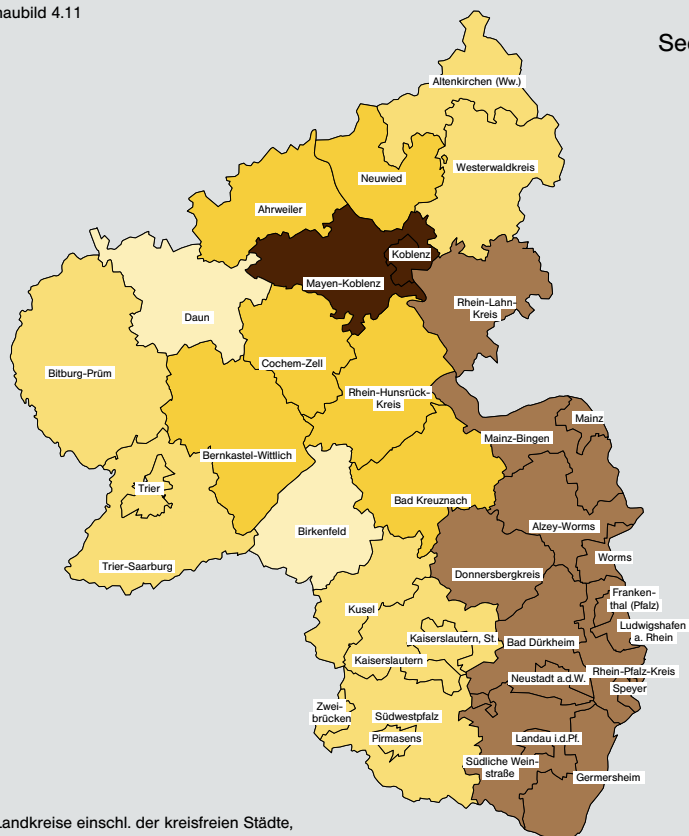 haubild 4.11
See
Altenkirchen (Ww.)
Westerwaldkreis
Neuwied
Ahrweiler
Koblenz
Mayen-Koblenz
Rhein-Lahn-
Kreis
Daun
Cochem-Zell
Bitburg-Prüm
Rhein-Hunsrück-
Kreis
Mainz
Mainz-Bingen
Bernkastel-Wittlich
Trier
Bad Kreuznach
Alzey-Worms
Birkenfeld
Worms
Trier-Saarburg
Donnersbergkreis
Franken-
thal (Pfalz)
Kusel
Ludwigshafen
a. Rhein
Kaiserslautern, St.
Bad Dürkheim
Kaiserslautern
Rhein-Pfalz-Kreis
Neustadt a.d.W.
Speyer
Zwei-
brücken
Südwestpfalz
Pirmasens
Landau i.d.Pf.
Südliche Wein-
straße
Germersheim
Landkreise einschl. der kreisfreien Städte,